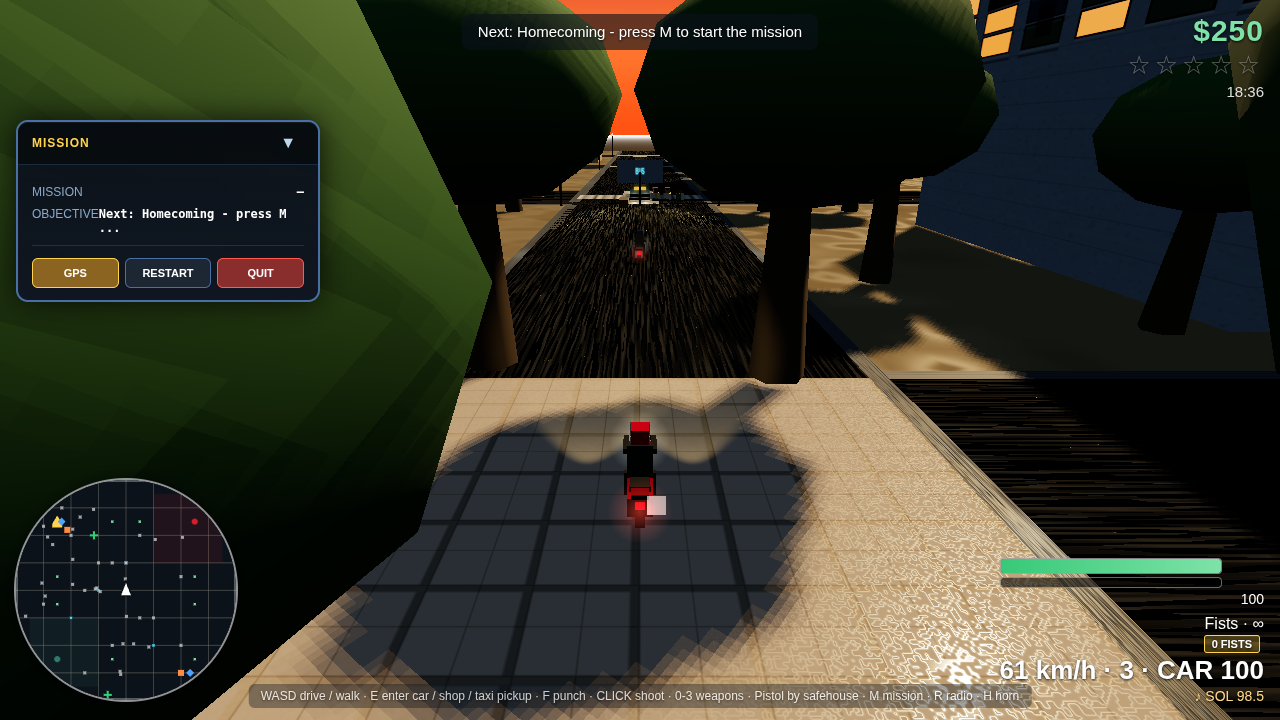 Next: Homecoming - press M to start the mission
$250
☆☆☆☆☆
18:36
MISSION ▼
MISSION –
OBJECTIVE Next: Homecoming - press M
...
GPS RESTART QUIT
100
Fists · ∞
0 FISTS
61 km/h · 3 · CAR 100
WASD drive / walk · E enter car / shop / taxi pickup · F punch · CLICK shoot · 0-3 weapons · Pistol by safehouse · M mission · R radio · H horn
♪ SOL 98.5